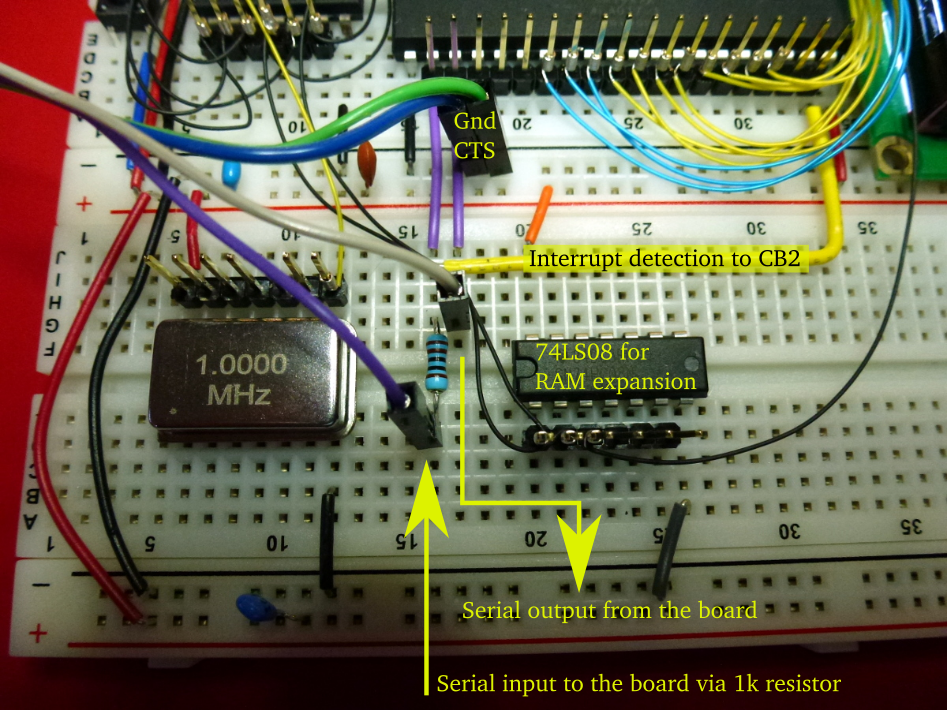 E D C B A
20
25
30
Gnd
CTS
−
+
1
5
10
15
20
25
30
35
J I H G F
Interrupt detection to CB2
1.0000
MHz
74LS08 for
RAM expansion
C B A
1
5
10
15
20
25
30
35
−
+
Serial output from the board
Serial input to the board via 1k resistor